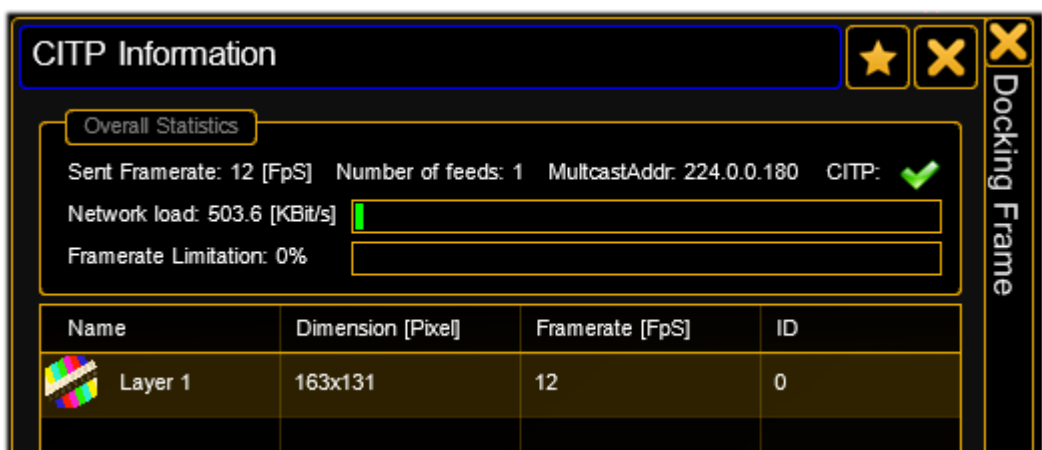 CITP Information
Overall Statistics
Sent Framerate: 12 [FpS] Number of feeds: 1 MultcastAddr: 224.0.0.180 CITP:
Network load: 503.6 [KBit/s]
Framerate Limitation: 0%
Name Dimension [Pixel] Framerate [FpS] ID
Layer 1 163x131 12 0
Docking Frame